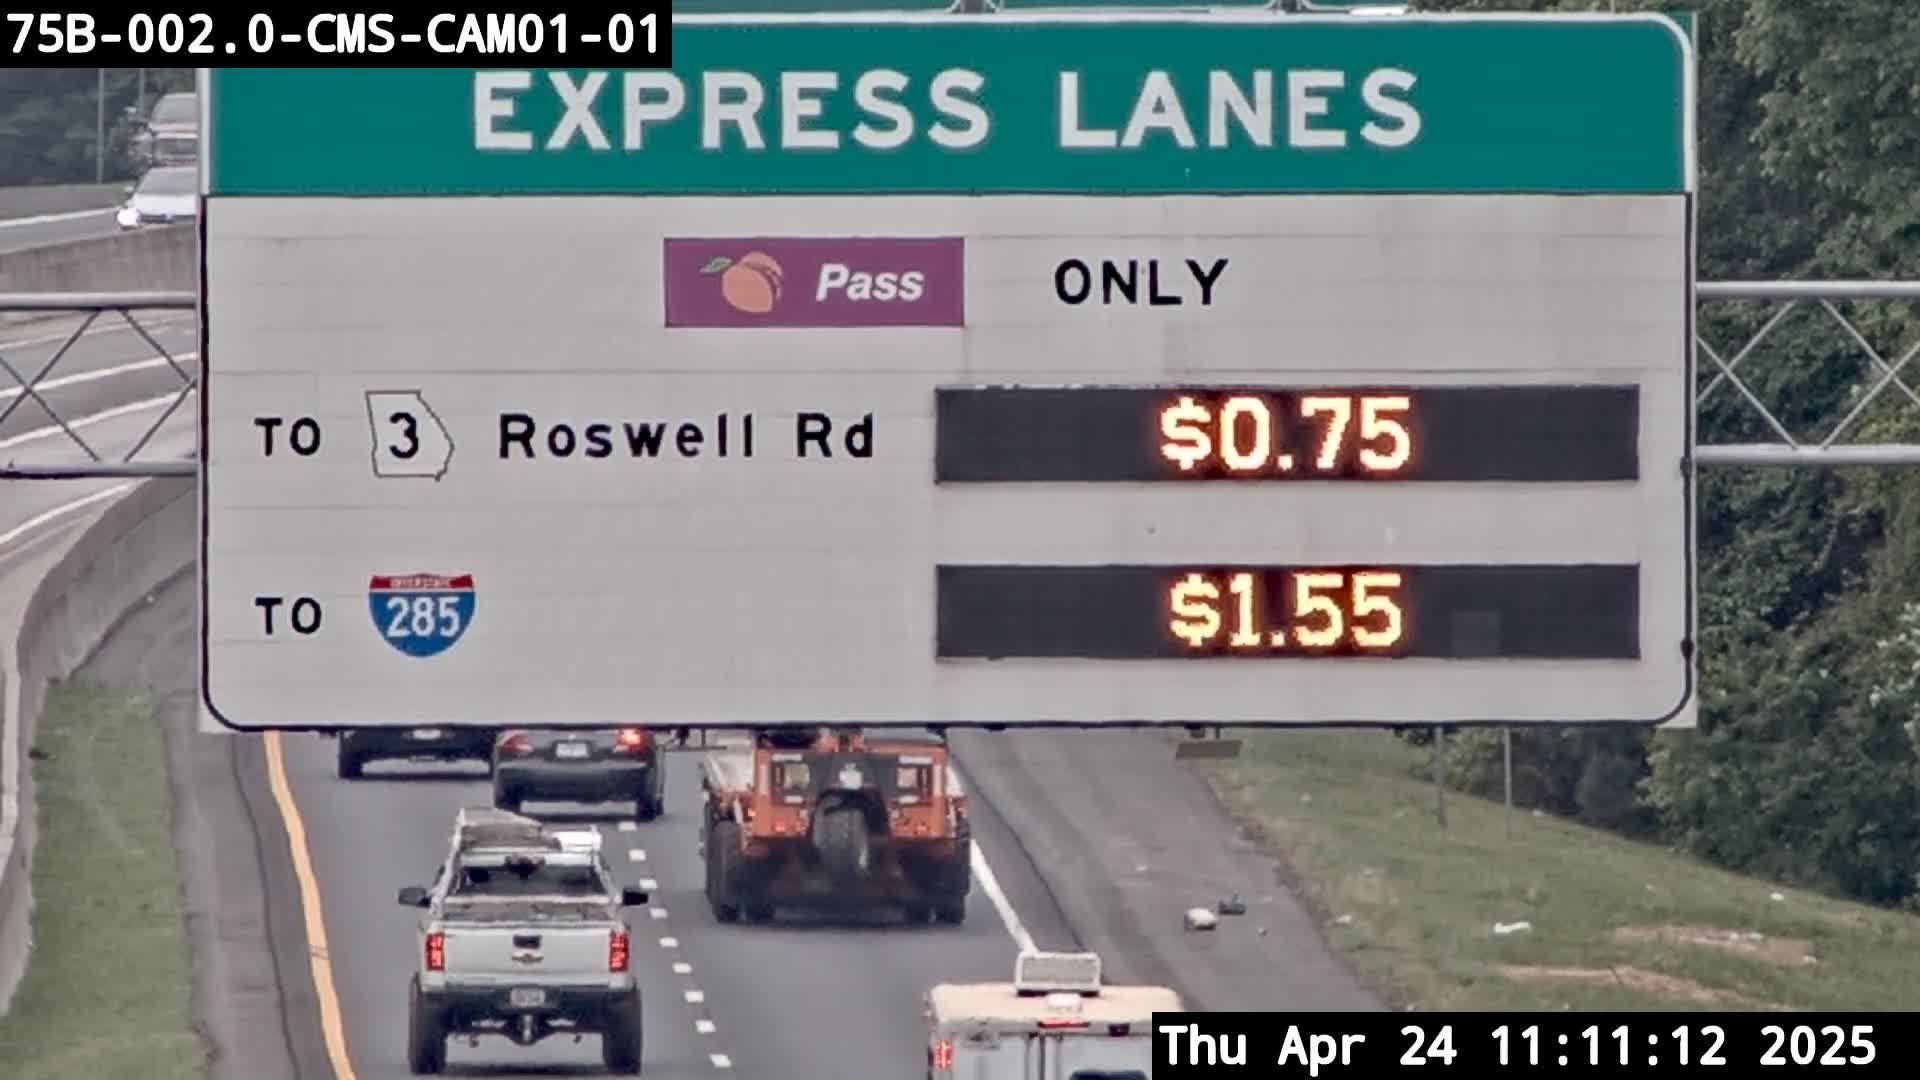 75B-002.0-CMS-CAM01-01
EXPRESS LANES
Pass ONLY
TO 3 Roswell Rd $0.75
INTERSTATE
TO 285 $1.55
Thu Apr 24 11:11:12 2025